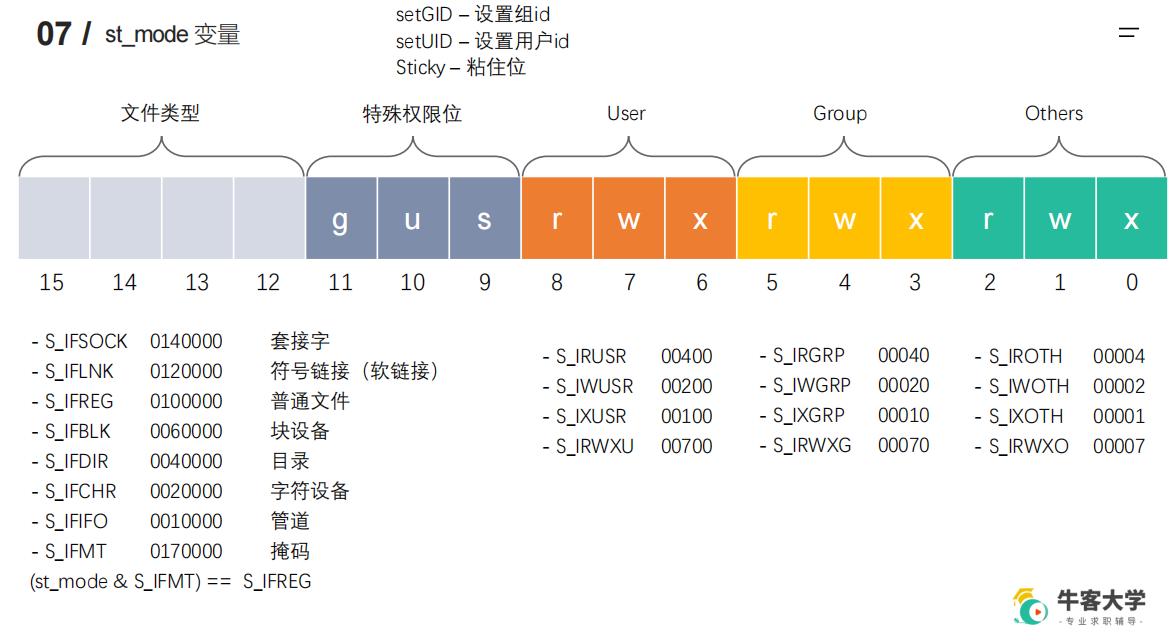 07 / st_mode 变量
setGID – 设置组id
setUID – 设置用户id
Sticky – 粘住位
文件类型 特殊权限位 User Group Others
g u s r w x r w x r w x
15 14 13 12 11 10 9 8 7 6 5 4 3 2 1 0
- S_IFSOCK 0140000 套接字
- S_IFLNK 0120000 符号链接（软链接）
- S_IFREG 0100000 普通文件
- S_IFBLK 0060000 块设备
- S_IFDIR 0040000 目录
- S_IFCHR 0020000 字符设备
- S_IFIFO 0010000 管道
- S_IFMT 0170000 掩码
(st_mode & S_IFMT) == S_IFREG
- S_IRUSR 00400
- S_IWUSR 00200
- S_IXUSR 00100
- S_IRWXU 00700
- S_IRGRP 00040
- S_IWGRP 00020
- S_IXGRP 00010
- S_IRWXG 00070
- S_IROTH 00004
- S_IWOTH 00002
- S_IXOTH 00001
- S_IRWXO 00007
牛客大学
- 专业求职辅导 -